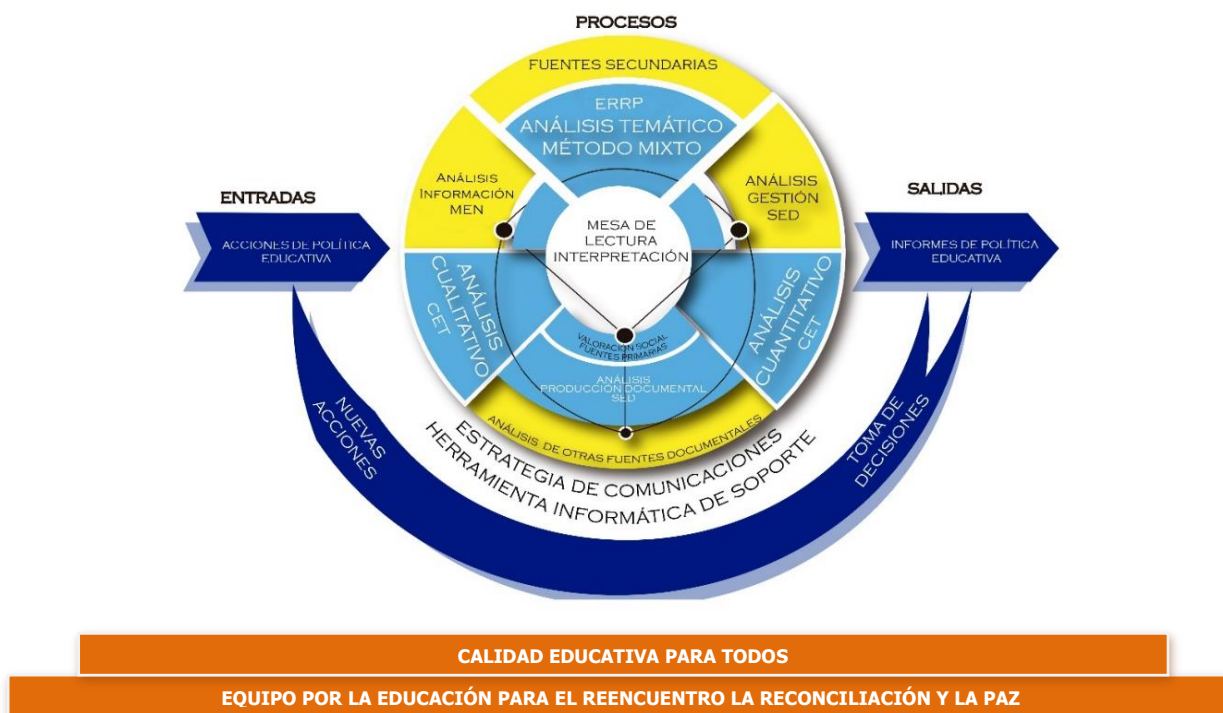 PROCESOS
FUENTES SECUNDARIAS
ERRP
ANÁLISIS TEMÁTICO
MÉTODO MIXTO
ANÁLISIS
INFORMACIÓN
MEN
ANÁLISIS
GESTIÓN
SED
ENTRADAS
ACCIONES DE POLÍTICA
EDUCATIVA
MESA DE
LECTURA
INTERPRETACIÓN
SALIDAS
INFORMES DE POLÍTICA
EDUCATIVA
ANÁLISIS
CUALITATIVO
CET
ANÁLISIS
CUANTITATIVO
CET
VALORACIÓN SOCIAL
FUENTES PRIMARIAS
ANÁLISIS
PRODUCCIÓN DOCUMENTAL
SED
ANÁLISIS DE OTRAS FUENTES DOCUMENTALES
ESTRATEGIA DE COMUNICACIONES
HERRAMIENTA INFORMÁTICA DE SOPORTE
NUEVAS
ACCIONES
TOMA DE
DECISIONES
CALIDAD EDUCATIVA PARA TODOS
EQUIPO POR LA EDUCACIÓN PARA EL REENCUENTRO LA RECONCILIACIÓN Y LA PAZ